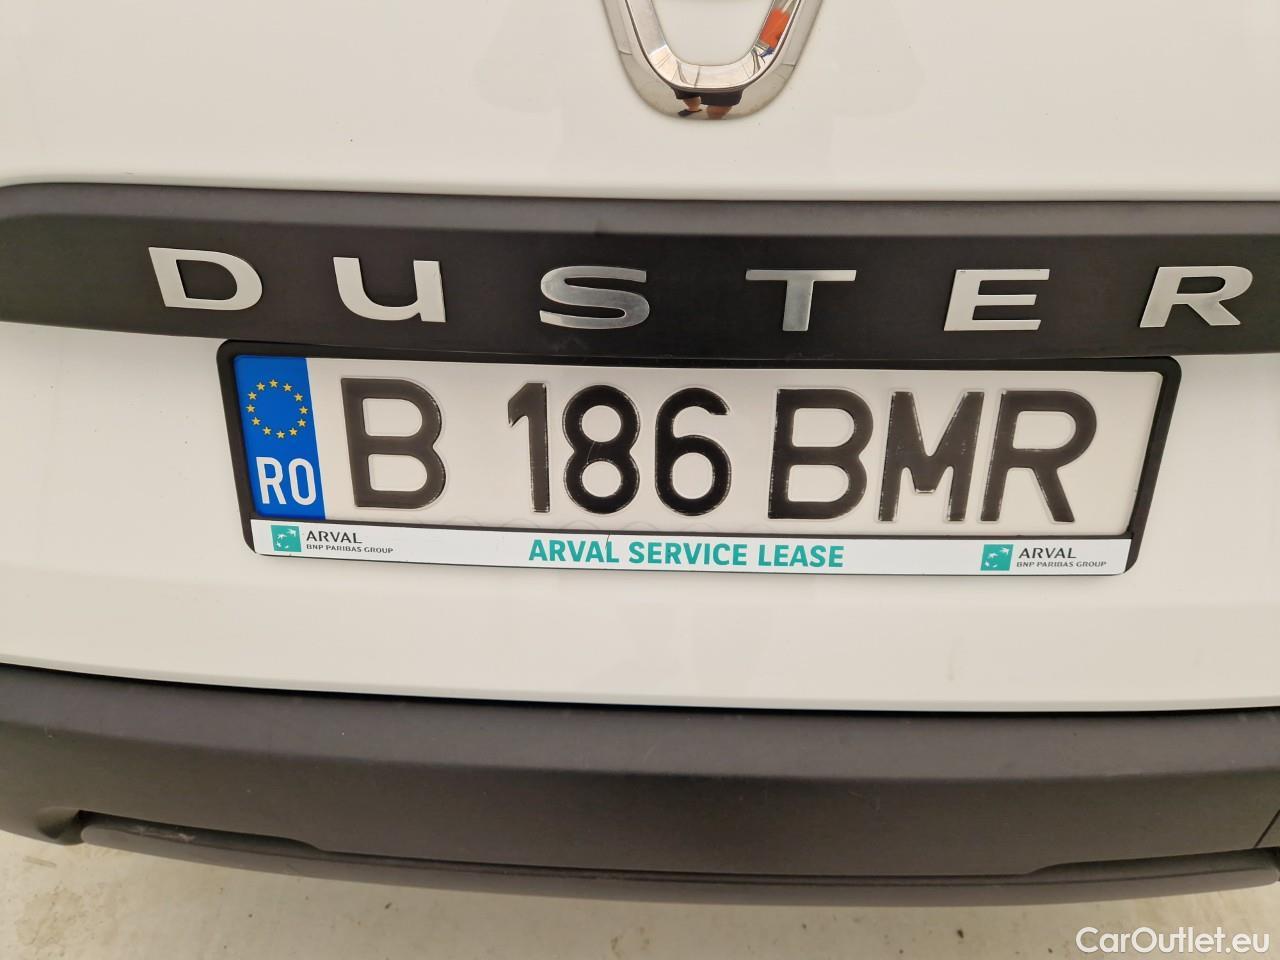 DUSTER
RO B 186 BMR
ARVAL
BNP PARIBAS GROUP
ARVAL SERVICE LEASE
ARVAL
BNP PARIBAS GROUP
CarOutlet.eu